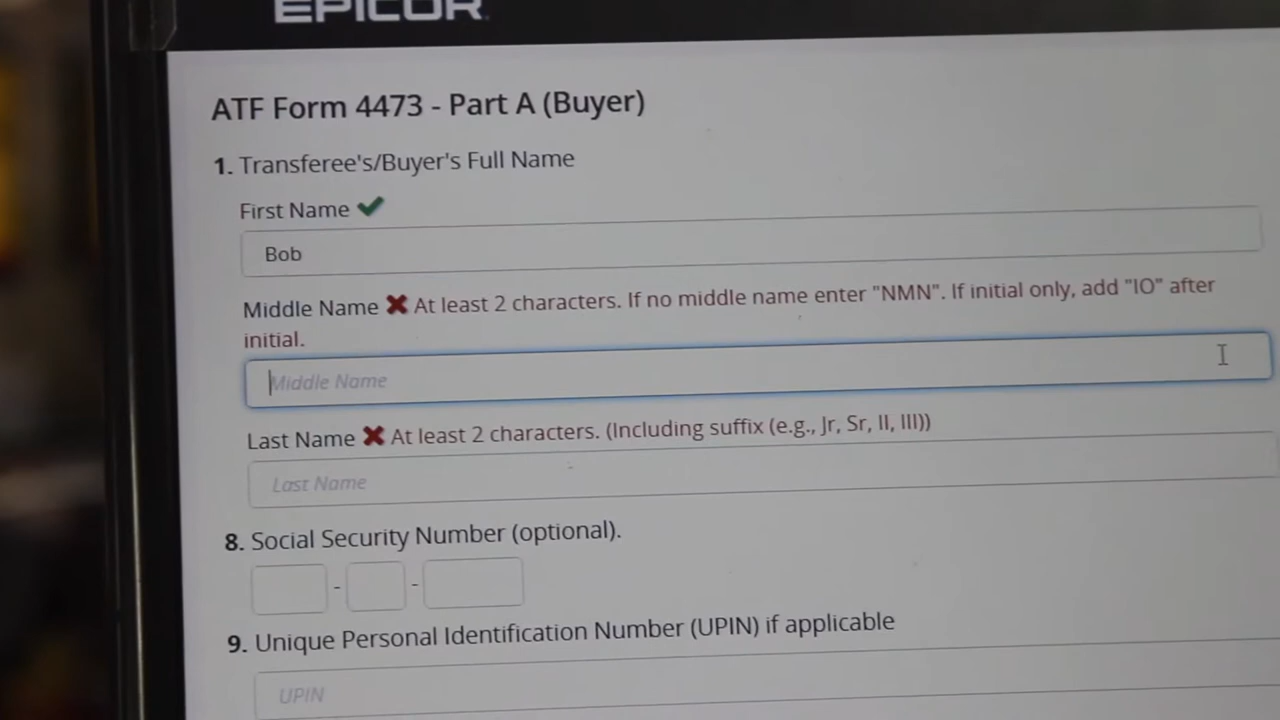 EPICOR
ATF Form 4473 - Part A (Buyer)
1. Transferee's/Buyer's Full Name
First Name
Bob
Middle Name At least 2 characters. If no middle name enter "NMN". If initial only, add "IO" after
initial.
Middle Name
Last Name At least 2 characters. (Including suffix (e.g., Jr, Sr, II, III))
Last Name
8. Social Security Number (optional).
- -
9. Unique Personal Identification Number (UPIN) if applicable
UPIN